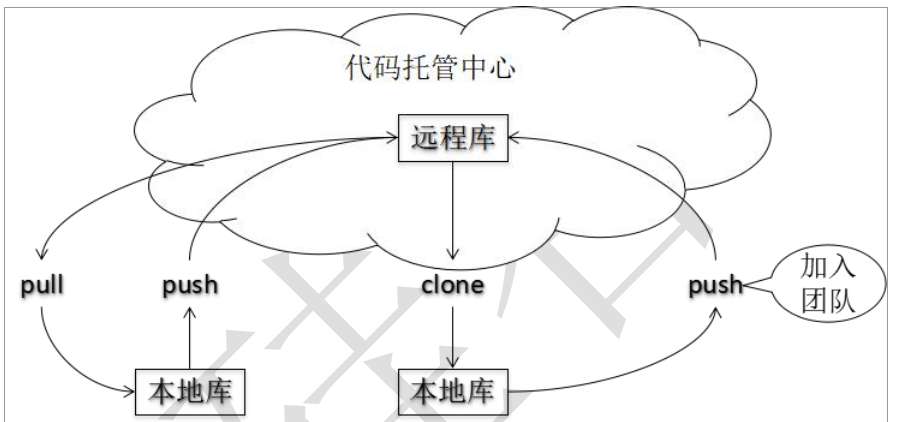 代码托管中心
远程库
pull
push
clone
push
加入
团队
本地库
本地库